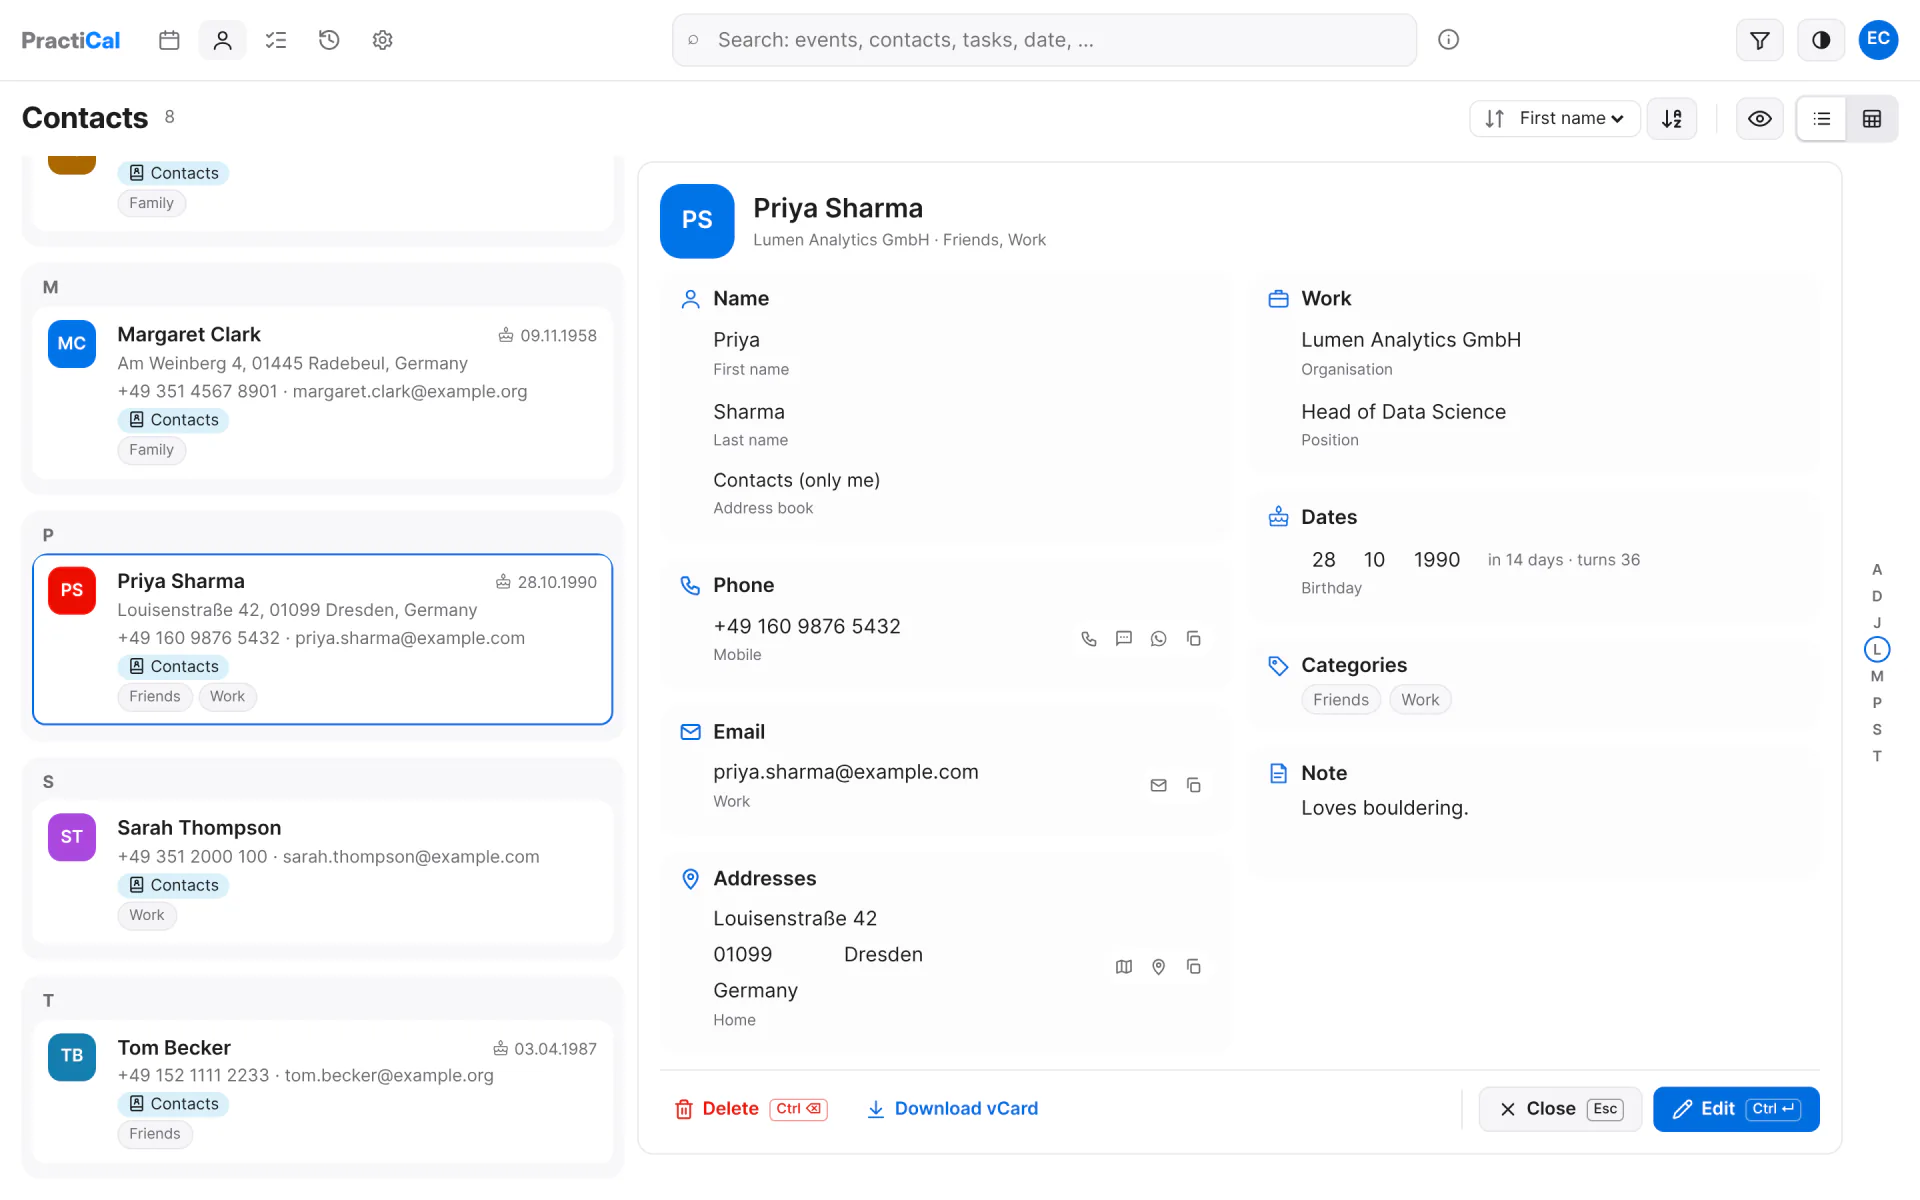 PractiCal
Search: events, contacts, tasks, date, ...
EC
Contacts 8
First name
Contacts
Family
M
MC
Margaret Clark
09.11.1958
Am Weinberg 4, 01445 Radebeul, Germany
+49 351 4567 8901 · margaret.clark@example.org
Contacts
Family
P
PS
Priya Sharma
28.10.1990
Louisenstraße 42, 01099 Dresden, Germany
+49 160 9876 5432 · priya.sharma@example.com
Contacts
Friends Work
S
ST
Sarah Thompson
+49 351 2000 100 · sarah.thompson@example.com
Contacts
Work
T
TB
Tom Becker
03.04.1987
+49 152 1111 2233 · tom.becker@example.org
Contacts
Friends
PS
Priya Sharma
Lumen Analytics GmbH · Friends, Work
Name
Priya
First name
Sharma
Last name
Contacts (only me)
Address book
Phone
+49 160 9876 5432
Mobile
Email
priya.sharma@example.com
Work
Addresses
Louisenstraße 42
01099 Dresden
Germany
Home
Work
Lumen Analytics GmbH
Organisation
Head of Data Science
Position
Dates
28 10 1990 in 14 days · turns 36
Birthday
Categories
Friends Work
Note
Loves bouldering.
Delete Ctrl ⌫
Download vCard
Close Esc
Edit Ctrl ↵
A
D
J
L
M
P
S
T